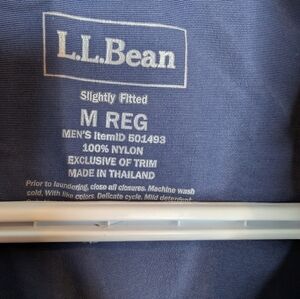 L.L.Bean
Slightly Fitted
M REG
MEN'S ItemID 501493
100% NYLON
EXCLUSIVE OF TRIM
MADE IN THAILAND
Prior to laundering, close all closures. Machine wash
cold. With like colors. Delicate cycle. Mild detergent